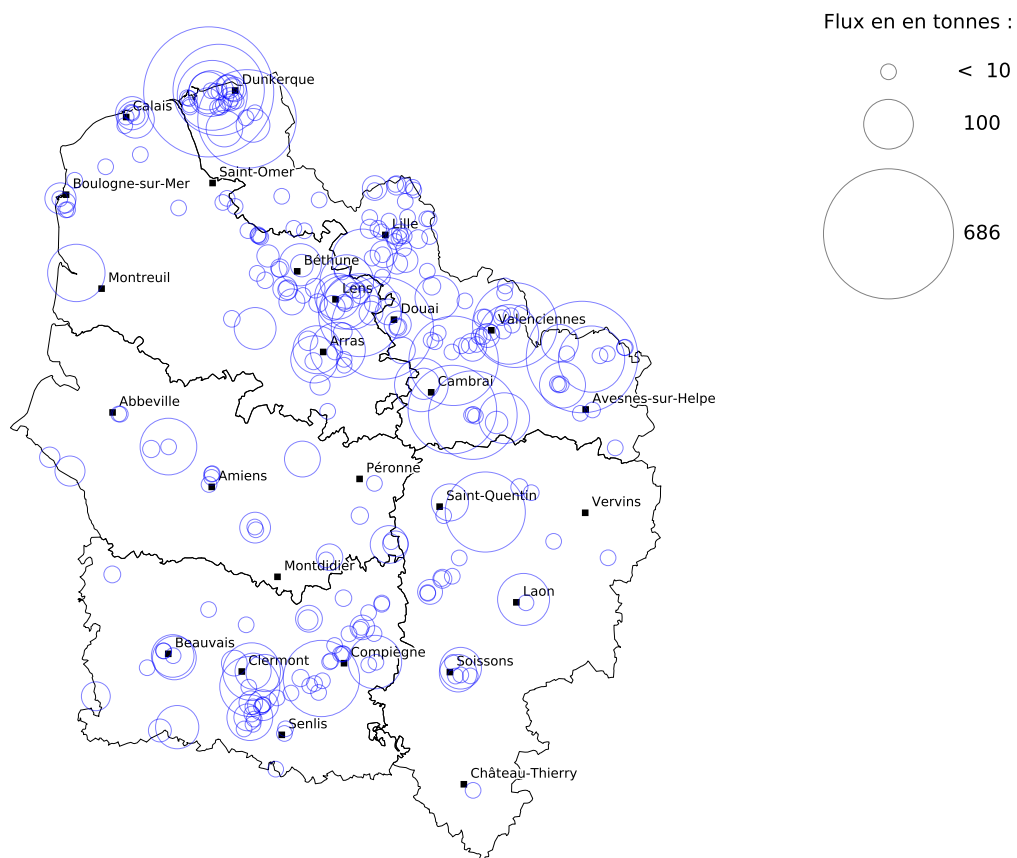 Flux en en tonnes :
< 10
100
686
Dunkerque
Calais
Saint-Omer
Boulogne-sur-Mer
Lille
Béthune
Montreuil
Lens
Douai
Valenciennes
Arras
Cambrai
Avesnes-sur-Helpe
Abbeville
Péronne
Amiens
Saint-Quentin
Vervins
Montdidier
Laon
Beauvais
Compiègne
Clermont
Soissons
Senlis
Château-Thierry